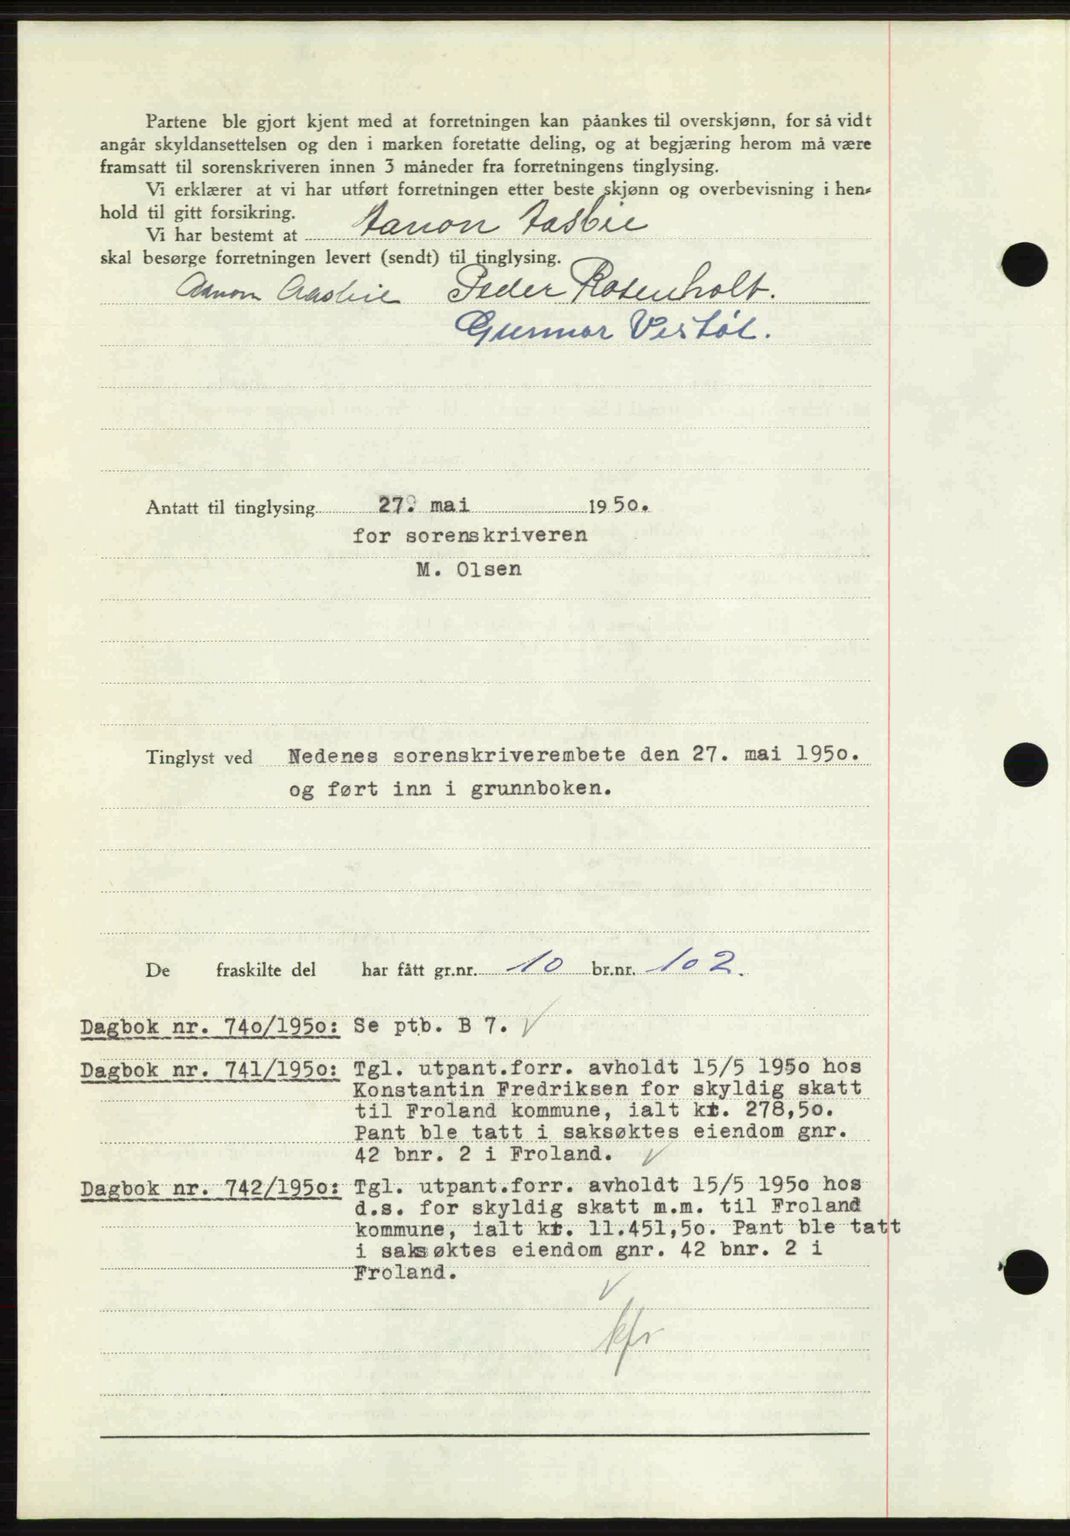 Partene ble gjort kjent med at forretningen kan påankes til overskjønn, for så vidt
angår skyldansettelsen og den i marken foretatte deling, og at begjæring herom må være
framsatt til sorenskriveren innen 3 måneder fra forretningens tinglysing.
Vi erklærer at vi har utført forretningen etter beste skjønn og overbevisning i hen-
hold til gitt forsikring.
Vi har bestemt at Aanon Aasbie
skal besørge forretningen levert (sendt) til tinglysing.
Aanon Aasbie Peder Rosenholt.
Gunnar Vestøl.
Antatt til tinglysing 27. mai 1950.
for sorenskriveren
M. Olsen
Tinglyst ved Nedenes sorenskriverembete den 27. mai 1950.
og ført inn i grunnboken.
De fraskilte del har fått gr.nr. 10 br.nr. 102.
Dagbok nr. 740/1950: Se ptb. B 7.
Dagbok nr. 741/1950: Tgl. utpant.forr. avholdt 15/5 1950 hos
Konstantin Fredriksen for skyldig skatt
til Froland kommune, ialt kr. 278,50.
Pant ble tatt i saksøktes eiendom gnr.
42 bnr. 2 i Froland.
Dagbok nr. 742/1950: Tgl. utpant.forr. avholdt 15/5 1950 hos
d.s. for skyldig skatt m.m. til Froland
kommune, ialt kr. 11.451,50. Pant ble tatt
i saksøktes eiendom gnr. 42 bnr. 2 i
Froland.